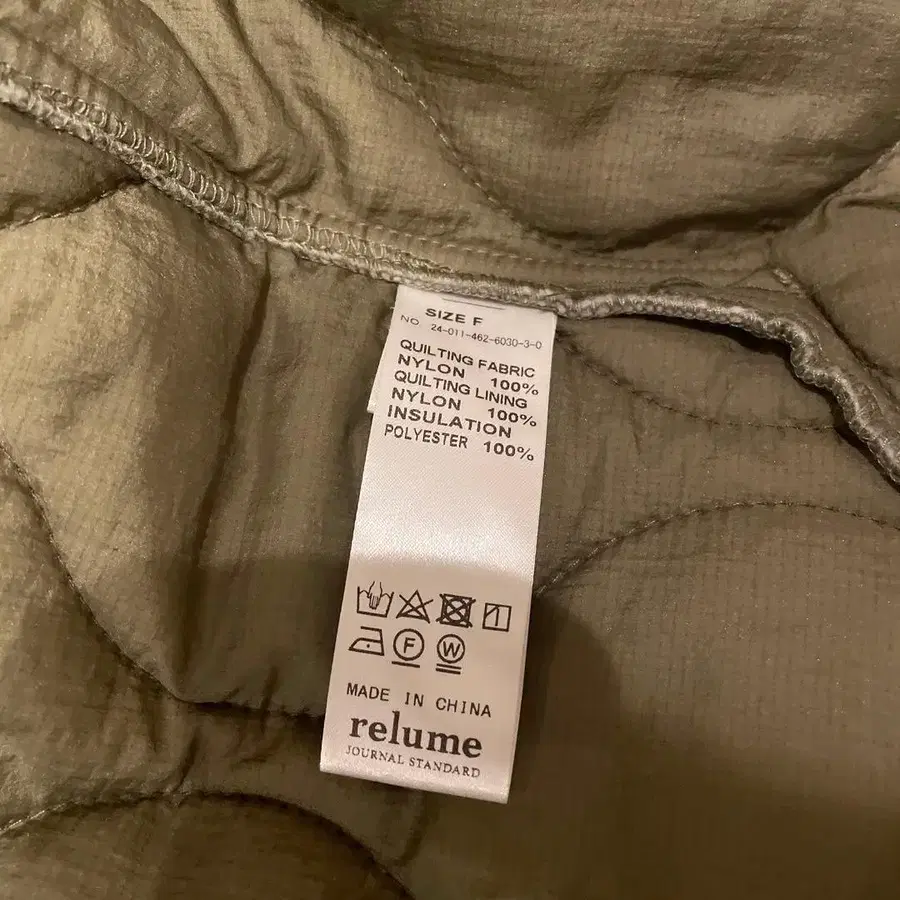 SIZE F
NO 24-011-462-6030-3-0
QUILTING FABRIC
NYLON 100%
QUILTING LINING
NYLON 100%
INSULATION
POLYESTER 100%
F W
MADE IN CHINA
relume
JOURNAL STANDARD